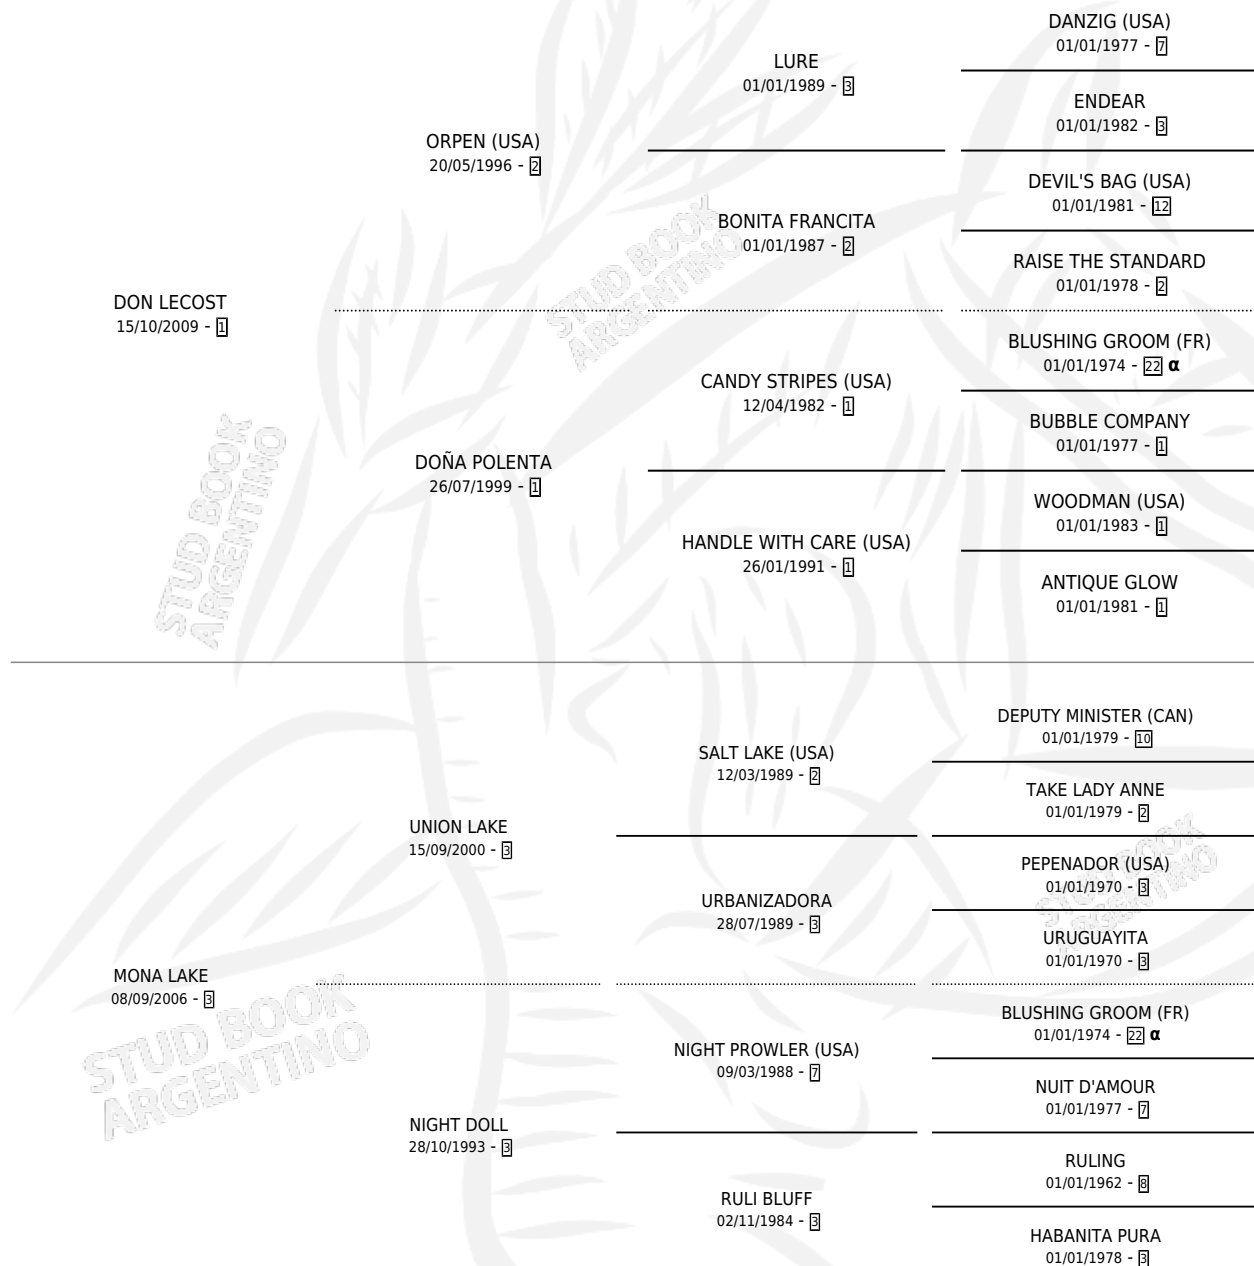 DANZIG (USA)
01/01/1977 - 7
LURE
01/01/1989 - 3
ENDEAR
01/01/1982 - 3
ORPEN (USA)
20/05/1996 - 2
DEVIL'S BAG (USA)
01/01/1981 - 12
BONITA FRANCITA
01/01/1987 - 2
RAISE THE STANDARD
01/01/1978 - 2
STUD BOOK
ARGENTINO
DON LECOST
15/10/2009 - 1
BLUSHING GROOM (FR)
01/01/1974 - 22 α
CANDY STRIPES (USA)
12/04/1982 - 1
BUBBLE COMPANY
01/01/1977 - 1
DOÑA POLENTA
26/07/1999 - 1
WOODMAN (USA)
01/01/1983 - 1
HANDLE WITH CARE (USA)
26/01/1991 - 1
ANTIQUE GLOW
01/01/1981 - 1
STUD BOOK
ARGENTINO
DEPUTY MINISTER (CAN)
01/01/1979 - 10
SALT LAKE (USA)
12/03/1989 - 2
TAKE LADY ANNE
01/01/1979 - 2
UNION LAKE
15/09/2000 - 3
PEPENADOR (USA)
01/01/1970 - 3
STUD BOOK
ARGENTINO
URBANIZADORA
28/07/1989 - 3
URUGUAYITA
01/01/1970 - 3
MONA LAKE
08/09/2006 - 3
BLUSHING GROOM (FR)
01/01/1974 - 22 α
NIGHT PROWLER (USA)
09/03/1988 - 7
STUD BOOK
ARGENTINO
NUIT D'AMOUR
01/01/1977 - 7
NIGHT DOLL
28/10/1993 - 3
RULING
01/01/1962 - 8
RULI BLUFF
02/11/1984 - 3
HABANITA PURA
01/01/1978 - 3